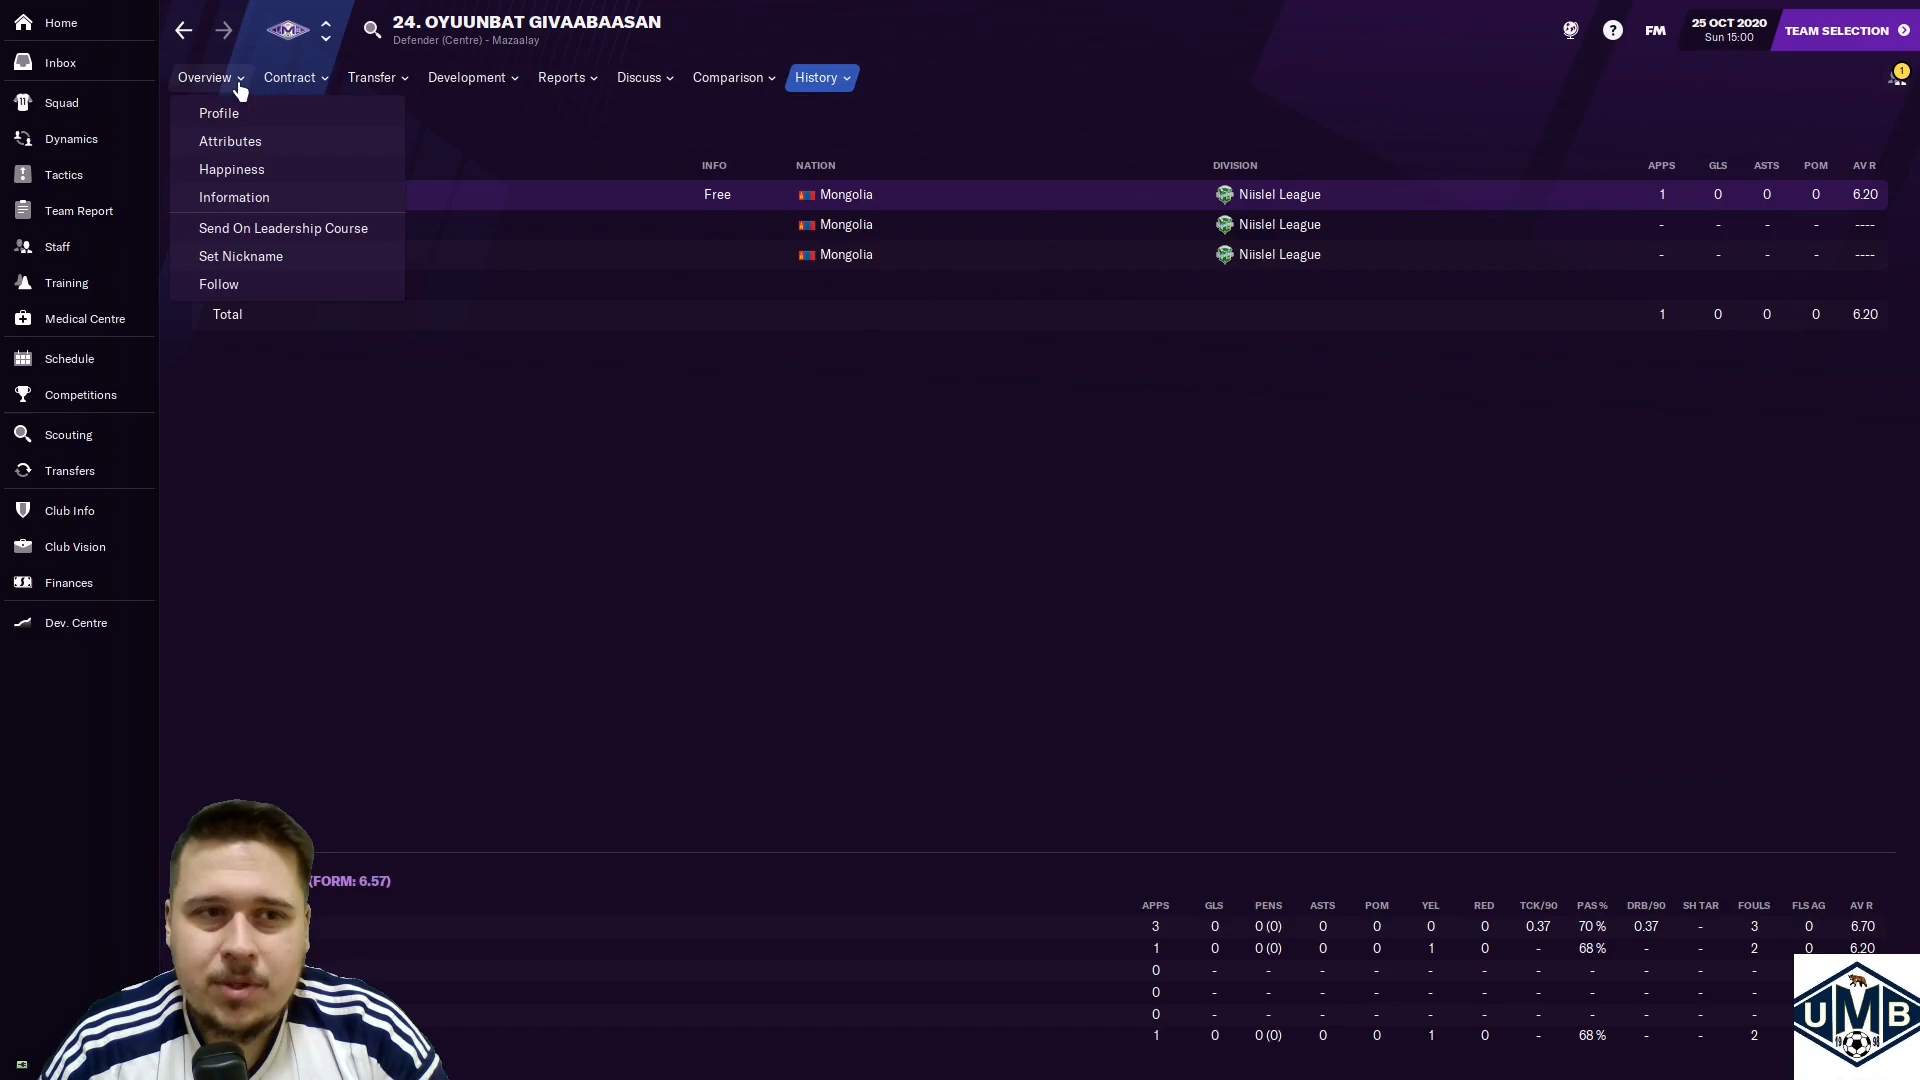 Home
Inbox
Squad
Dynamics
Tactics
Team Report
Staff
Training
Medical Centre
Schedule
Competitions
Scouting
Transfers
Club Info
Club Vision
Finances
Dev. Centre
24. OYUUNBAT GIVAABAASAN
Defender (Centre) - Mazaalay
FM
25 OCT 2020
Sun 15:00
TEAM SELECTION
1
Overview Contract Transfer Development Reports Discuss Comparison History
Profile
Attributes
Happiness
Information
Send On Leadership Course
Set Nickname
Follow
INFO NATION DIVISION APPS GLS ASTS POM AV R
Free Mongolia Niislel League 1 0 0 0 6.20
Mongolia Niislel League - - - - ----
Mongolia Niislel League - - - - ----
Total 1 0 0 0 6.20
(FORM: 6.57)
APPS GLS PENS ASTS POM YEL RED TCK/90 PAS % DRB/90 SH TAR FOULS FLS AG AV R
3 0 0 (0) 0 0 0 0 0.37 70 % 0.37 - 3 0 6.70
1 0 0 (0) 0 0 1 0 - 68 % - - 2 0 6.20
0 - - - - - - - - - - -
0 - - - - - - - - - - -
0 - - - - - - - - - - -
1 0 0 (0) 0 0 1 0 - 68 % - - 2
UMB
1998